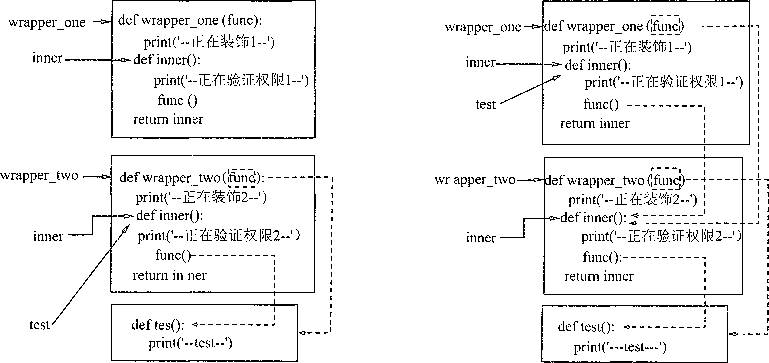 wrapper_one
def wrapper_one (func):
print('--正在装饰1--')
inner
def inner():
print('--正在验证权限1--')
func ()
return inner
wrapper_two
def wrapper_two (func):
print('--正在装饰2--')
def inner():
inner
print('--正在验证权限2--')
func()
return in ner
test
def tes():
print('--test--')
wrapper_one
def wrapper_one (func)
print('--正在装饰1--')
inner
def inner():
print('--正在验证权限1--')
test
func()
return inner
wr apper_two
def wrapper_two (func)
print('--正在装饰2--')
def inner():
inner
print('--正在验证权限2--')
func():
return inner
def test():
print('---test---')